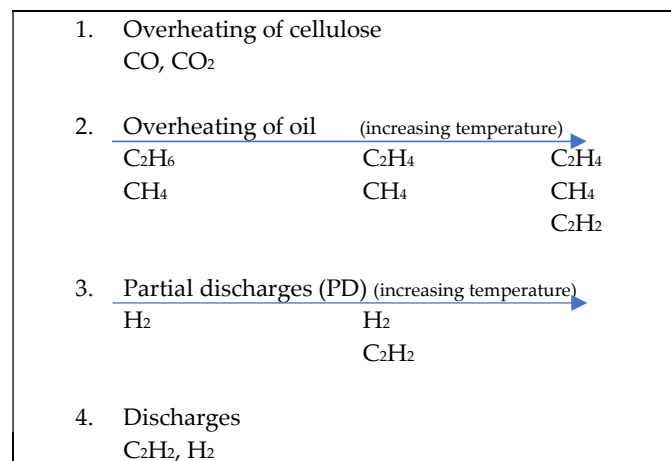 1. Overheating of cellulose
CO, CO2
2. Overheating of oil (increasing temperature)
C2H6 C2H4 C2H4
CH4 CH4 CH4
C2H2
3. Partial discharges (PD) (increasing temperature)
H2 H2
C2H2
4. Discharges
C2H2, H2